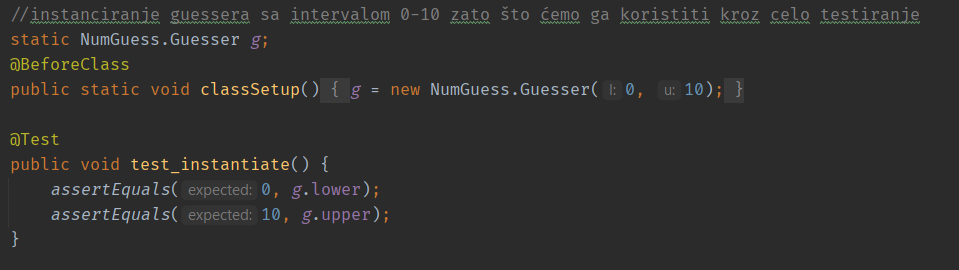 //instanciranje guessera sa intervalom 0-10 zato što ćemo ga koristiti kroz celo testiranje
static NumGuess.Guesser g;
@BeforeClass
public static void classSetup() { g = new NumGuess.Guesser( l: 0, u: 10); }
@Test
public void test_instantiate() {
assertEquals( expected: 0, g.lower);
assertEquals( expected: 10, g.upper);
}